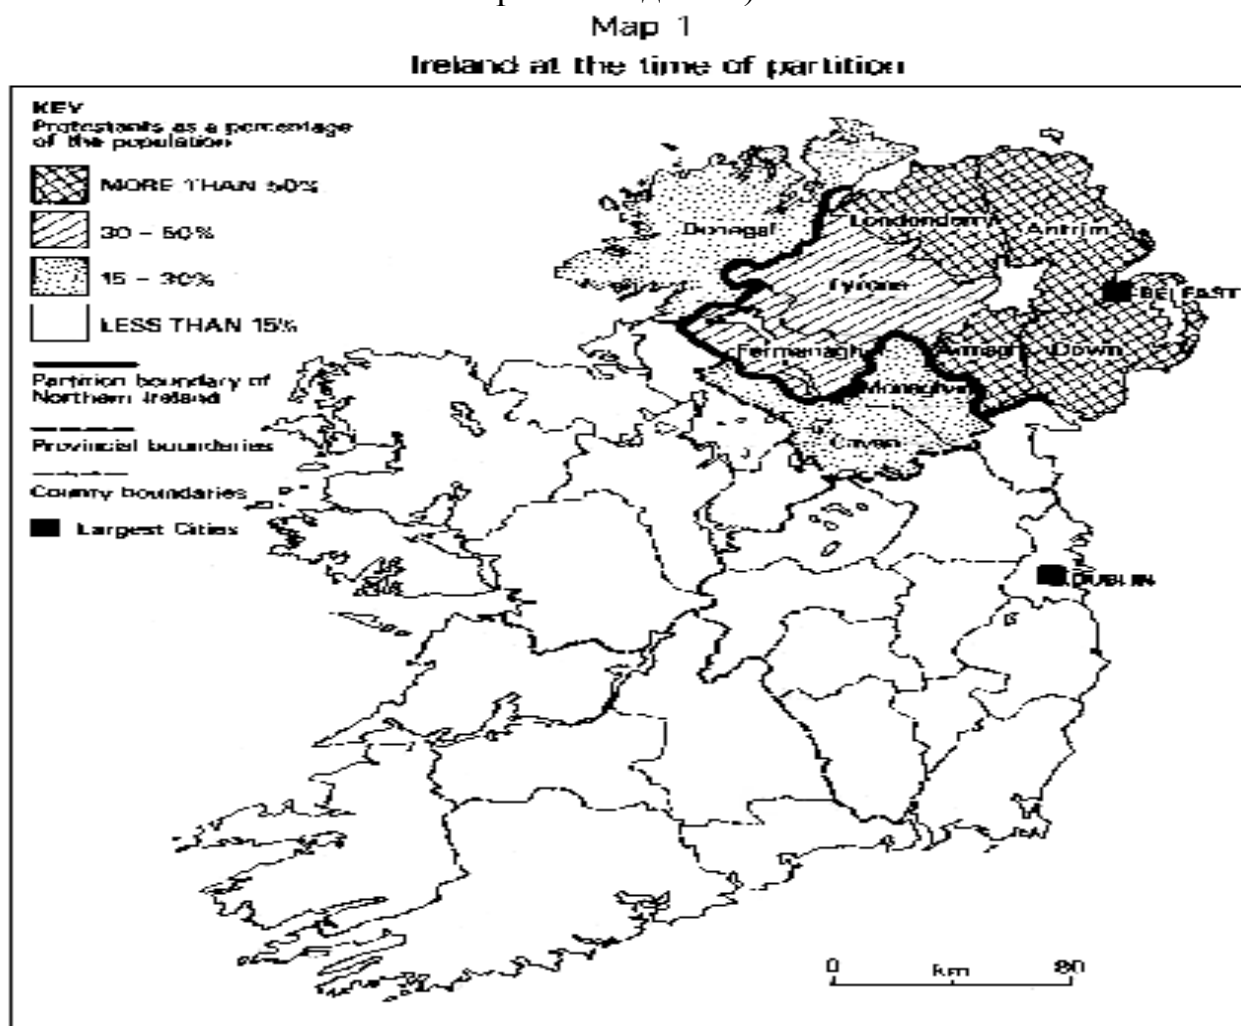 Map 1
Ireland at the time of partition
KEY
Protestants as a percentage
of the population
MORE THAN 50%
30 - 50%
15 - 30%
LESS THAN 15%
Partition boundary of
Northern Ireland
Provincial boundaries
County boundaries
Largest Cities
Donegal
Londonderry
Antrim
Tyrone
BELFAST
Fermanagh
Armagh
Down
Monaghan
Cavan
DUBLIN
0 km 80